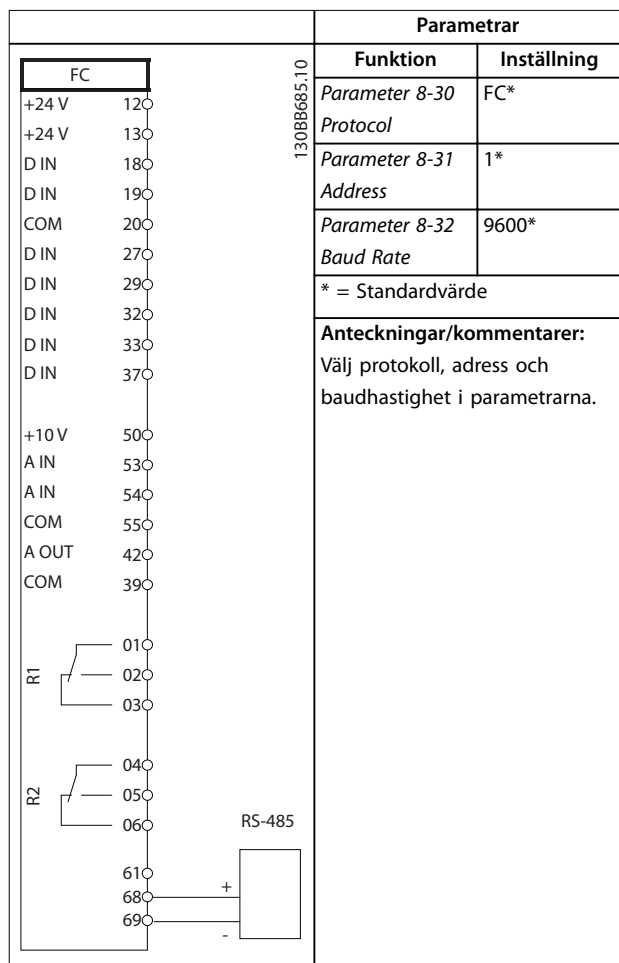 FC
130BB685.10
+24 V 12
+24 V 13
D IN 18
D IN 19
COM 20
D IN 27
D IN 29
D IN 32
D IN 33
D IN 37
+10 V 50
A IN 53
A IN 54
COM 55
A OUT 42
COM 39
R1
01
02
03
R2
04
05
06
RS-485
61
68
69
+
-
Parametrar
Funktion Inställning
Parameter 8-30 FC*
Protocol
Parameter 8-31 1*
Address
Parameter 8-32 9600*
Baud Rate
* = Standardvärde
Anteckningar/kommentarer:
Välj protokoll, adress och
baudhastighet i parametrarna.